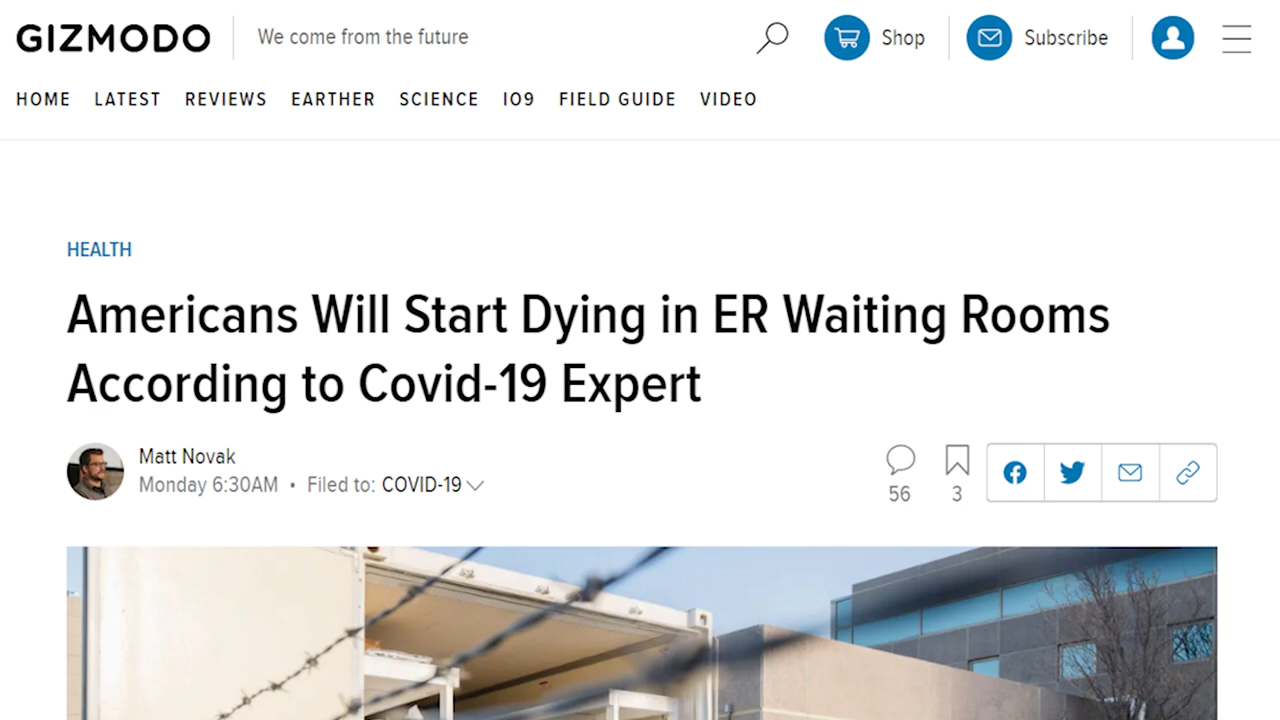 GIZMODO
We come from the future
Shop
Subscribe
HOME LATEST REVIEWS EARTHER SCIENCE IO9 FIELD GUIDE VIDEO
HEALTH
Americans Will Start Dying in ER Waiting Rooms
According to Covid-19 Expert
Matt Novak
Monday 6:30AM • Filed to: COVID-19
56
3